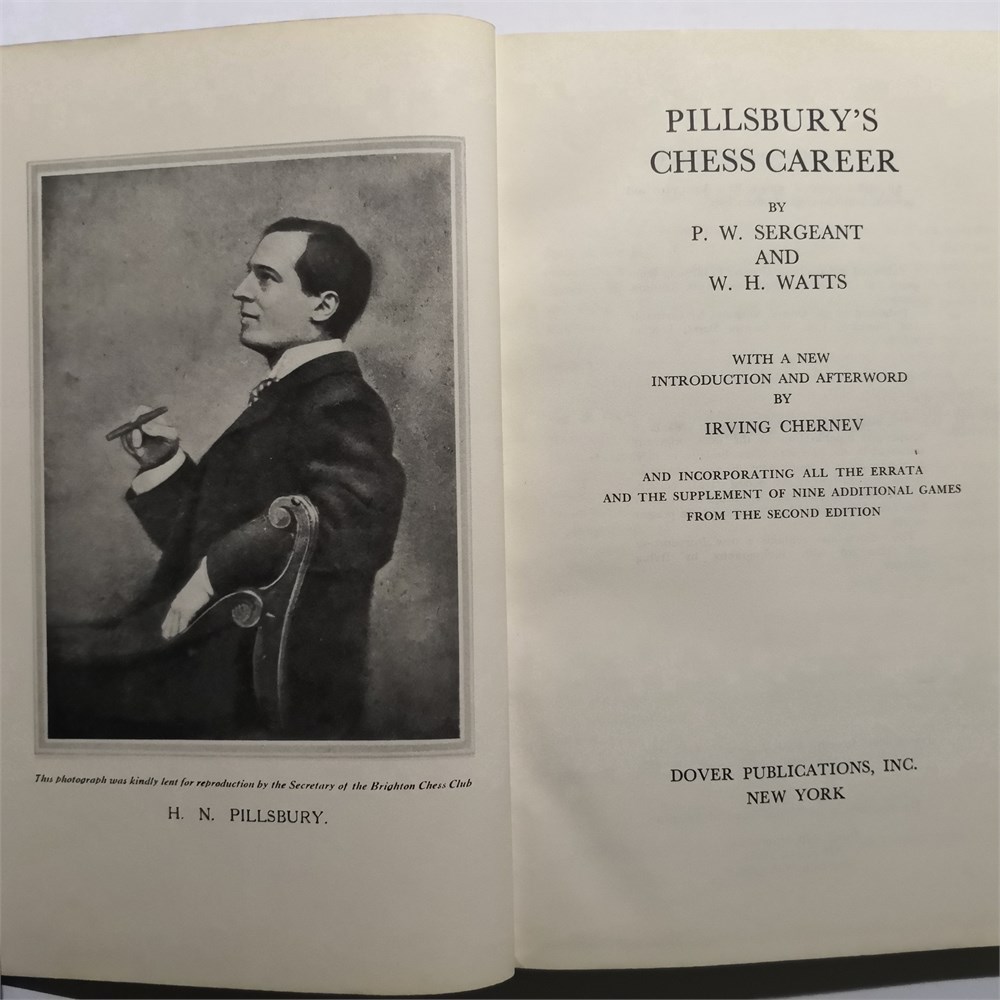 This photograph was kindly lent for reproduction by the Secretary of the Brighton Chess Club
H. N. PILLSBURY.
PILLSBURY'S
CHESS CAREER
BY
P. W. SERGEANT
AND
W. H. WATTS
WITH A NEW
INTRODUCTION AND AFTERWORD
BY
IRVING CHERNEV
AND INCORPORATING ALL THE ERRATA
AND THE SUPPLEMENT OF NINE ADDITIONAL GAMES
FROM THE SECOND EDITION
DOVER PUBLICATIONS, INC.
NEW YORK